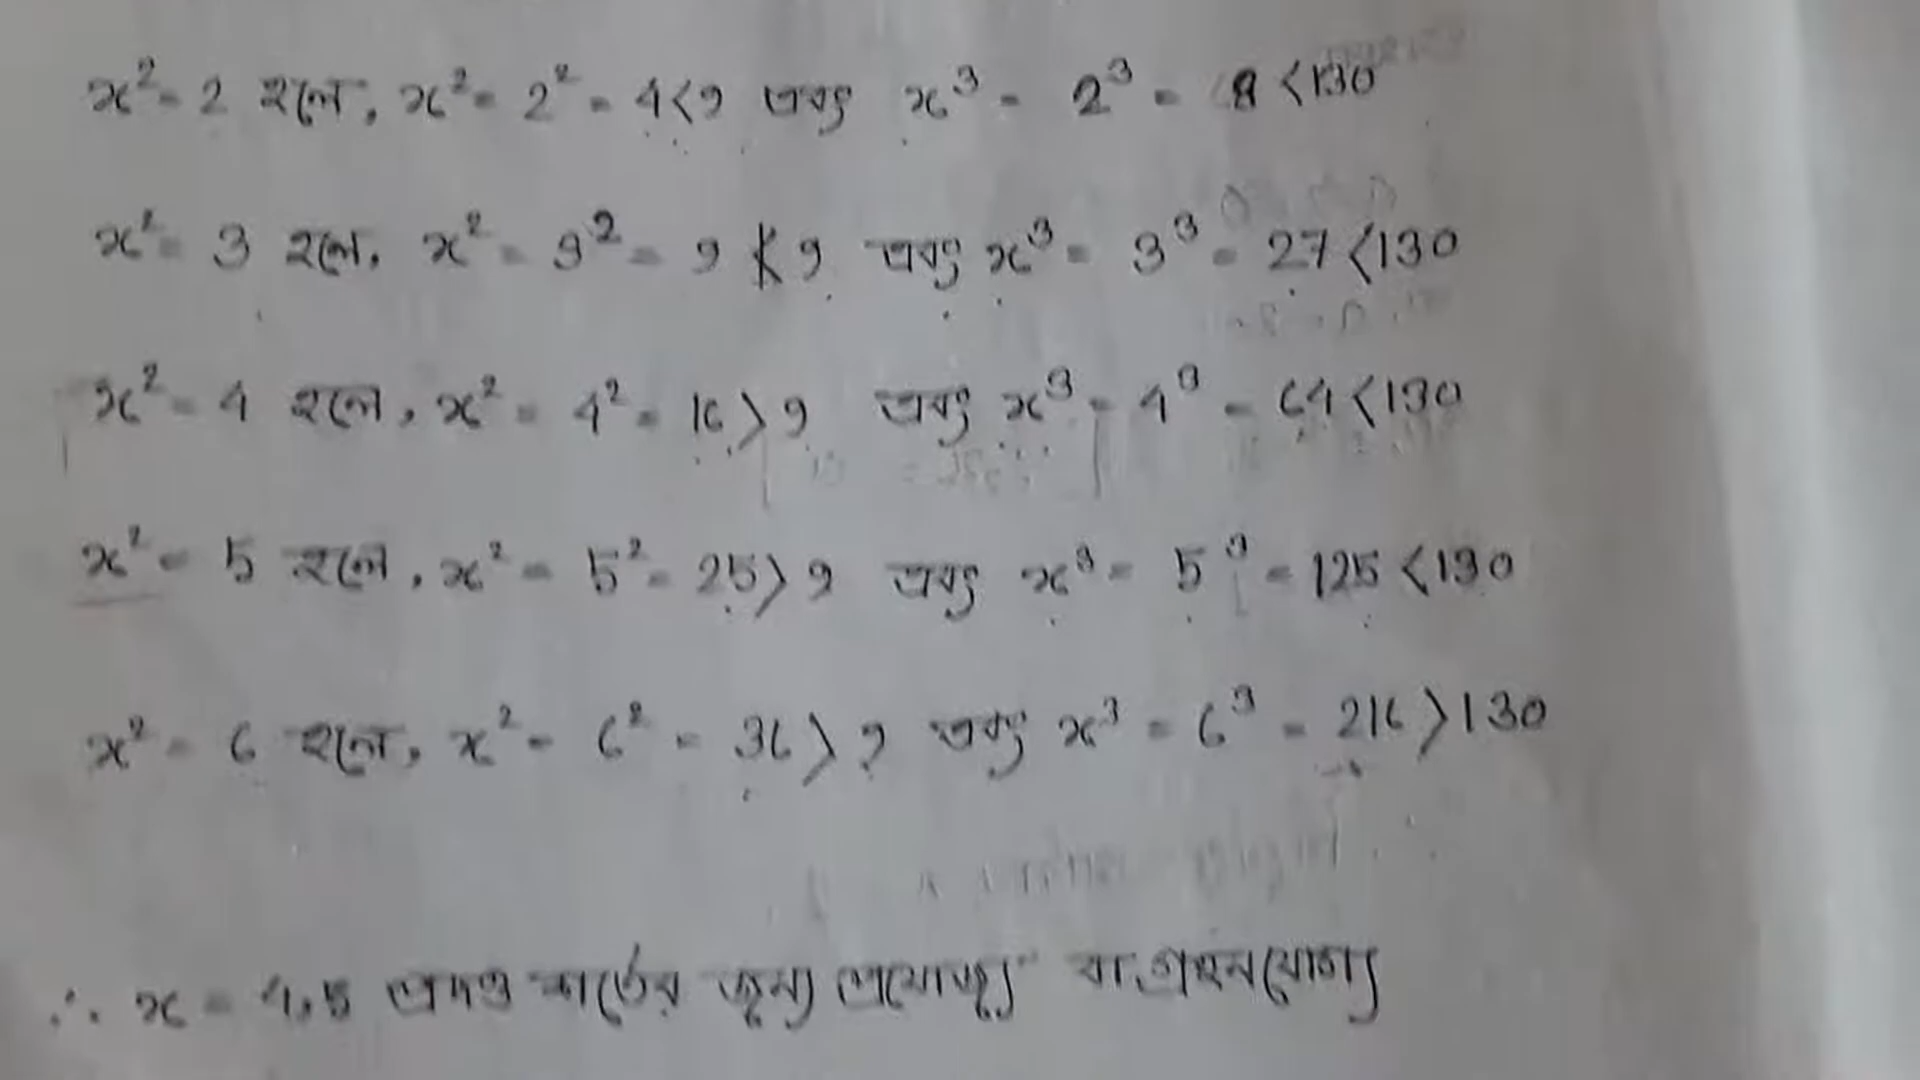 x² = 2 হলে, x² = 2² = 4 < 9 এবং x³ = 2³ = 8 < 130
x² = 3 হলে, x² = 3² = 9 ≮ 9 এবং x³ = 3³ = 27 < 130
x² = 4 হলে, x² = 4² = 16 > 9 এবং x³ = 4³ = 64 < 130
x² = 5 হলে, x² = 5² = 25 > 9 এবং x³ = 5³ = 125 < 130
x² = 6 হলে, x² = 6² = 36 > 9 এবং x³ = 6³ = 216 > 130
∴ x = 4, 5 প্রদত্ত শর্তের জন্য প্রযোজ্য বা গ্রহনযোগ্য